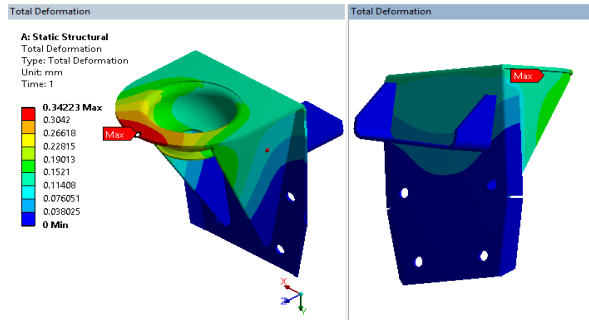 Total Deformation
A: Static Structural
Total Deformation
Type: Total Deformation
Unit: mm
Time: 1
0.34223 Max
0.3042
0.26618
0.22815
0.19013
0.1521
0.11408
0.076051
0.038025
0 Min
Max
X
Z
Y
Total Deformation
Max